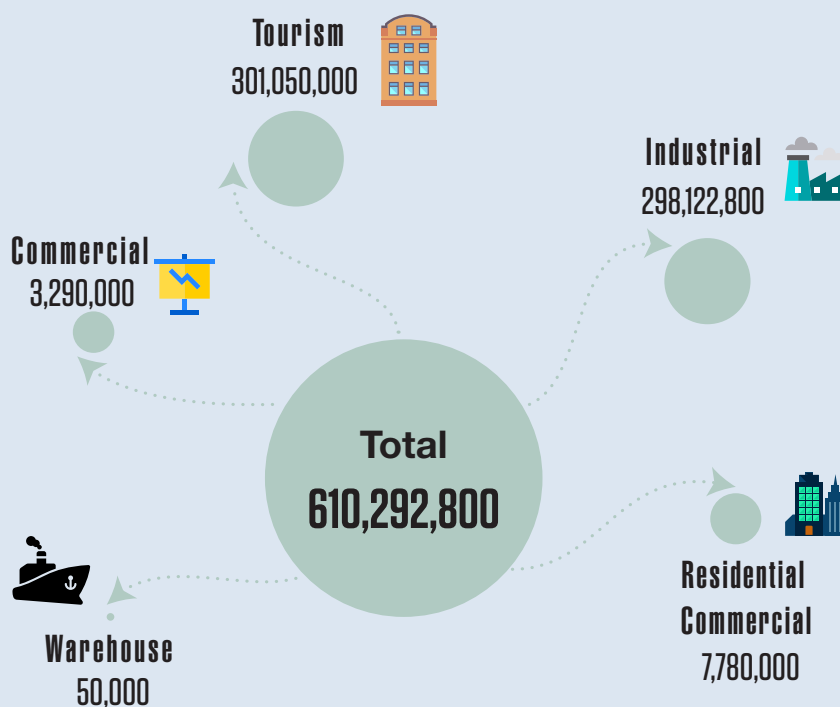 Tourism
301,050,000
Industrial
298,122,800
Commercial
3,290,000
Total
610,292,800
Residential
Commercial
7,780,000
Warehouse
50,000